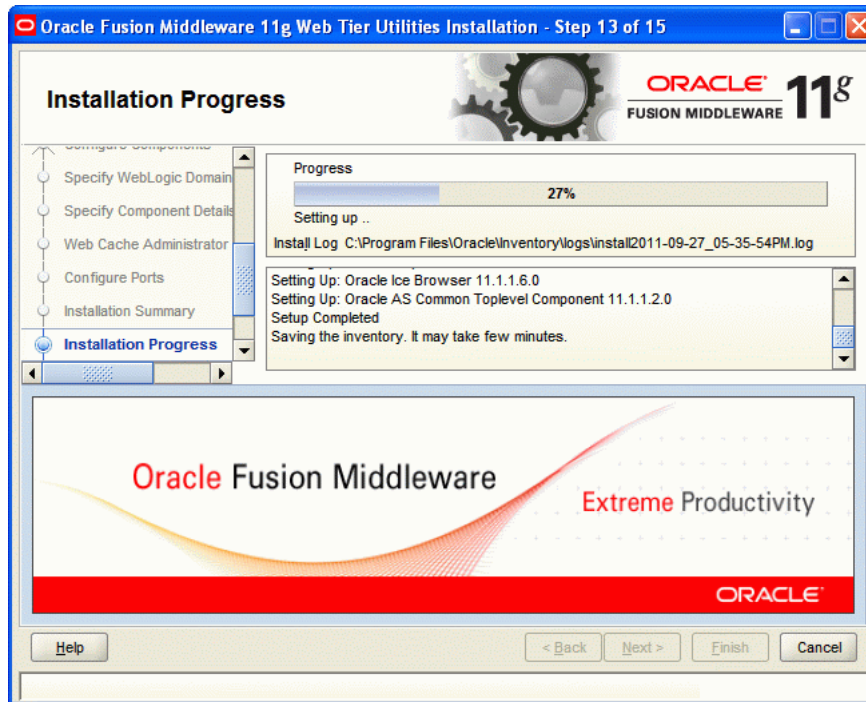 Oracle Fusion Middleware 11g Web Tier Utilities Installation - Step 13 of 15
Installation Progress
ORACLE
FUSION MIDDLEWARE 11g
Configure Components
Specify WebLogic Domain
Specify Component Details
Web Cache Administrator
Configure Ports
Installation Summary
Installation Progress
Progress
27%
Setting up ..
Install Log C:\Program Files\Oracle\Inventory\logs\install2011-09-27_05-35-54PM.log
Setting Up: Oracle Ice Browser 11.1.1.6.0
Setting Up: Oracle AS Common Toplevel Component 11.1.1.2.0
Setup Completed
Saving the inventory. It may take few minutes.
Oracle Fusion Middleware
Extreme Productivity
ORACLE
Help
< Back
Next >
Finish
Cancel